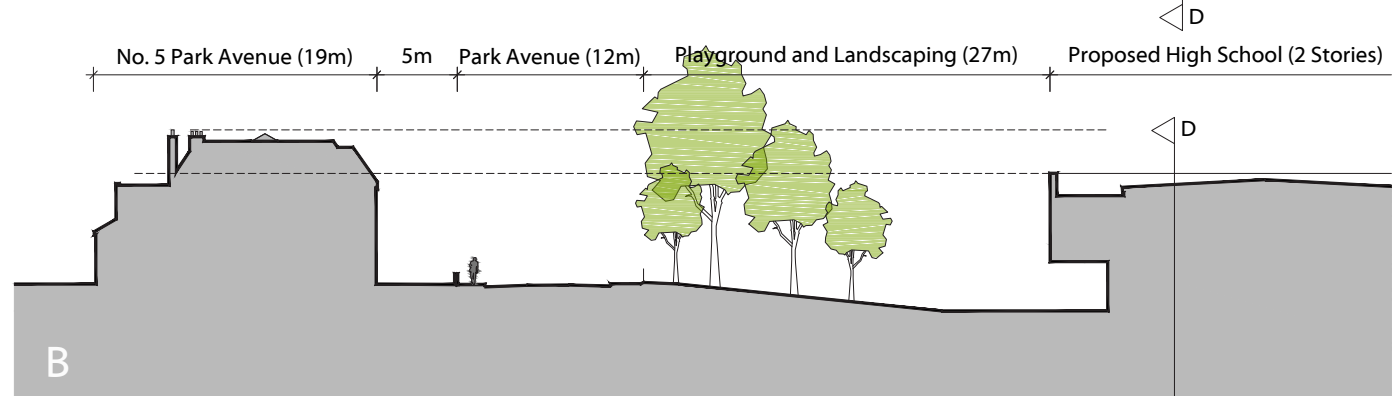 D
No. 5 Park Avenue (19m) 5m Park Avenue (12m) Playground and Landscaping (27m) Proposed High School (2 Stories)
D
B